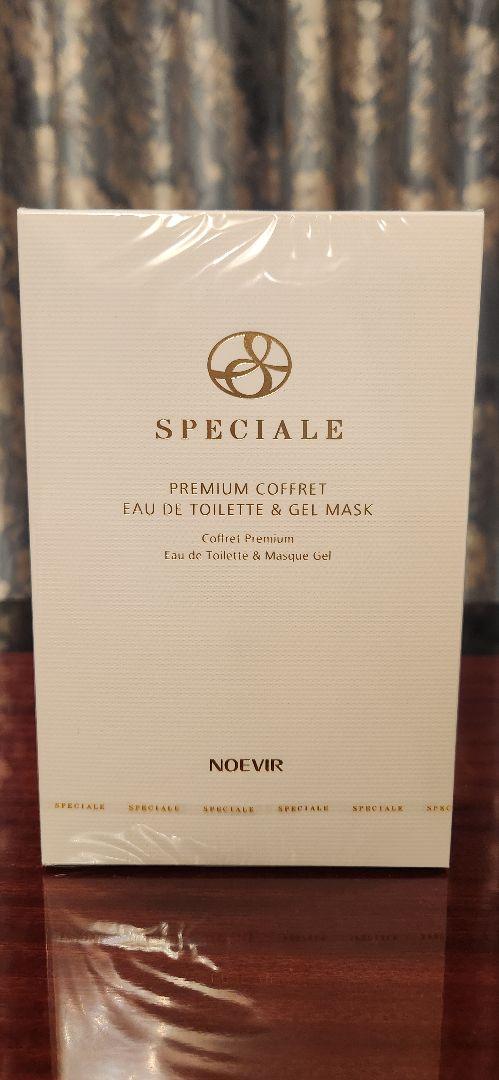 SPECIALE
PREMIUM COFFRET
EAU DE TOILETTE & GEL MASK
Coffret Premium
Eau de Toilette & Masque Gel
NOEVIR
SPECIALE SPECIALE SPECIALE SPECIALE SPECIALE SPEC